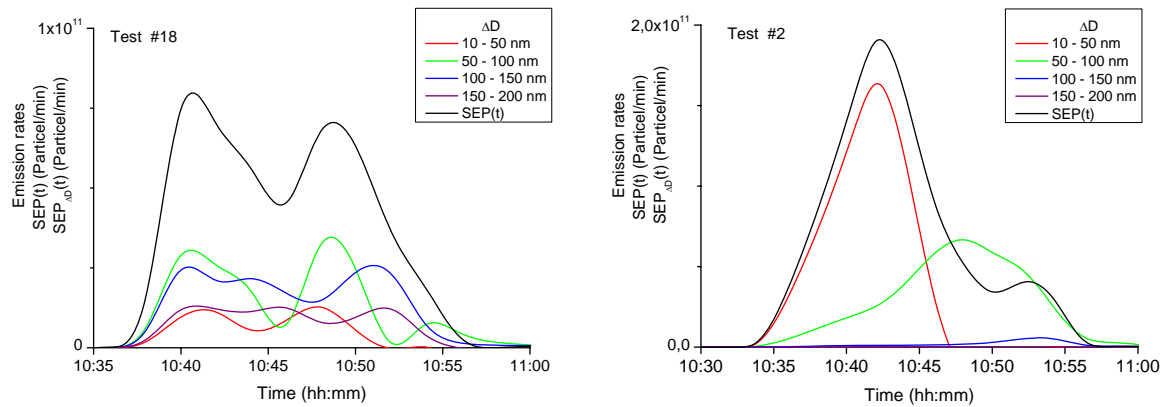 1x10¹¹
Test #18
ΔD
10 - 50 nm
50 - 100 nm
100 - 150 nm
150 - 200 nm
SEP(t)
Emission rates
SEP(t) (Particel/min)
SEP_ΔD(t) (Particel/min)
0
10:35 10:40 10:45 10:50 10:55 11:00
Time (hh:mm)
2,0x10¹¹
Test #2
ΔD
10 - 50 nm
50 - 100 nm
100 - 150 nm
150 - 200 nm
SEP(t)
Emission rates
SEP(t) (Particel/min)
SEP_ΔD(t) (Particel/min)
0,0
10:30 10:35 10:40 10:45 10:50 10:55 11:00
Time (hh:mm)